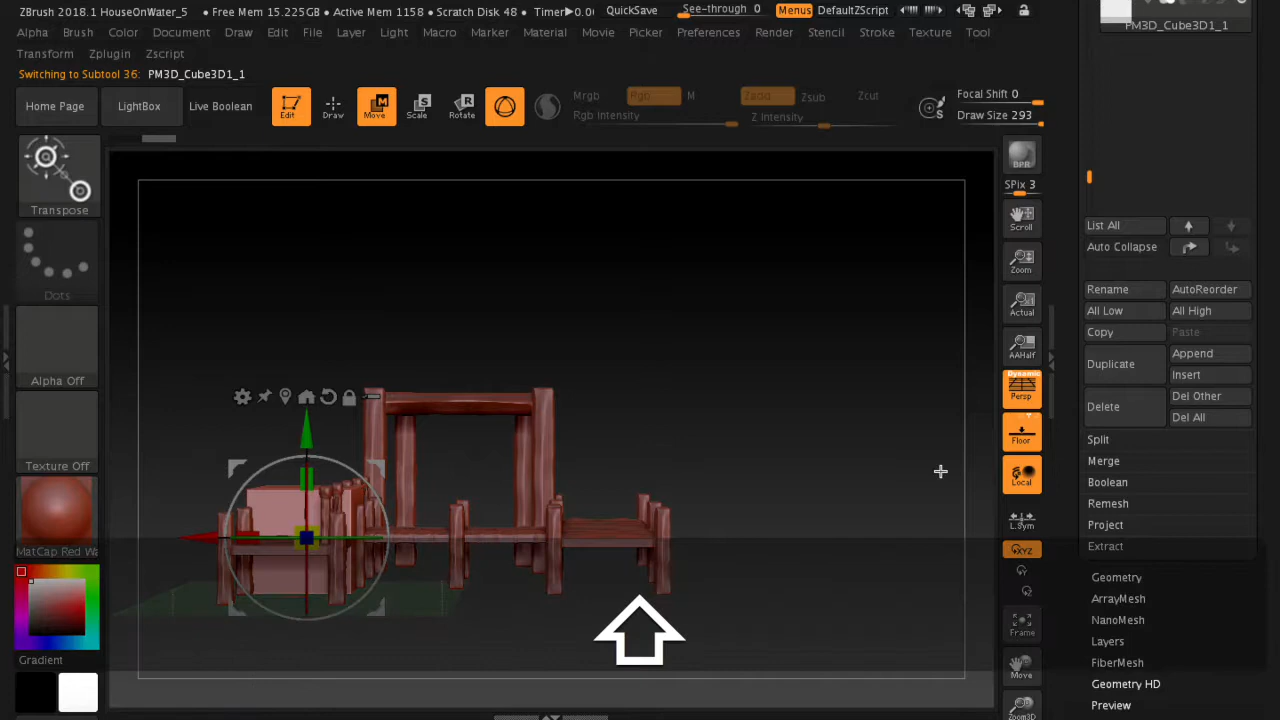 ZBrush 2018.1 HouseOnWater_5 • Free Mem 15.225GB • Active Mem 1158 • Scratch Disk 48 • Timer▶0.0 QuickSave See-through 0 Menus DefaultZScript
Alpha Brush Color Document Draw Edit File Layer Light Macro Marker Material Movie Picker Preferences Render Stencil Stroke Texture Tool
Transform Zplugin Zscript
Switching to Subtool 36: PM3D_Cube3D1_1
Home Page LightBox Live Boolean
Edit Draw Move Scale Rotate
Mrgb Rgb M Zadd Zsub Zcut
Rgb Intensity Z Intensity
Focal Shift 0
Draw Size 293
Transpose
Dots
Alpha Off
Texture Off
MatCap Red Wa
Gradient
BPR
SPix 3
Scroll
Zoom
Actual
AAHalf
Dynamic
Persp
Floor
Local
L.Sym
XYZ
Frame
Move
Zoom3D
PM3D_Cube3D1_1
List All
Auto Collapse
Rename AutoReorder
All Low All High
Copy Paste
Duplicate Append
Insert
Delete Del Other
Del All
Split
Merge
Boolean
Remesh
Project
Extract
Geometry
ArrayMesh
NanoMesh
Layers
FiberMesh
Geometry HD
Preview